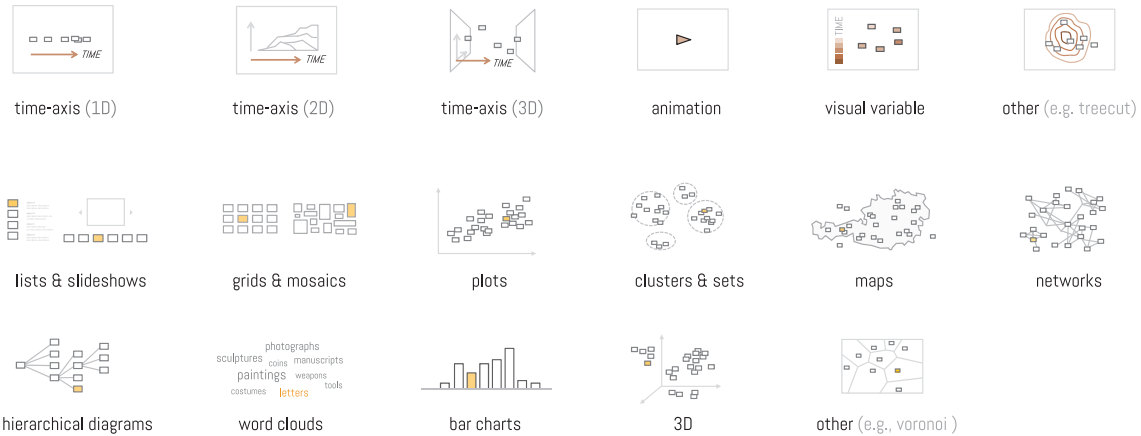 TIME
TIME
TIME
TIME
time-axis (1D)
time-axis (2D)
time-axis (3D)
animation
visual variable
other (e.g. treecut)
lists & slideshows
grids & mosaics
plots
clusters & sets
maps
networks
photographs
sculptures
coins
manuscripts
paintings
weapons
tools
costumes
letters
hierarchical diagrams
word clouds
bar charts
3D
other (e.g., voronoi )